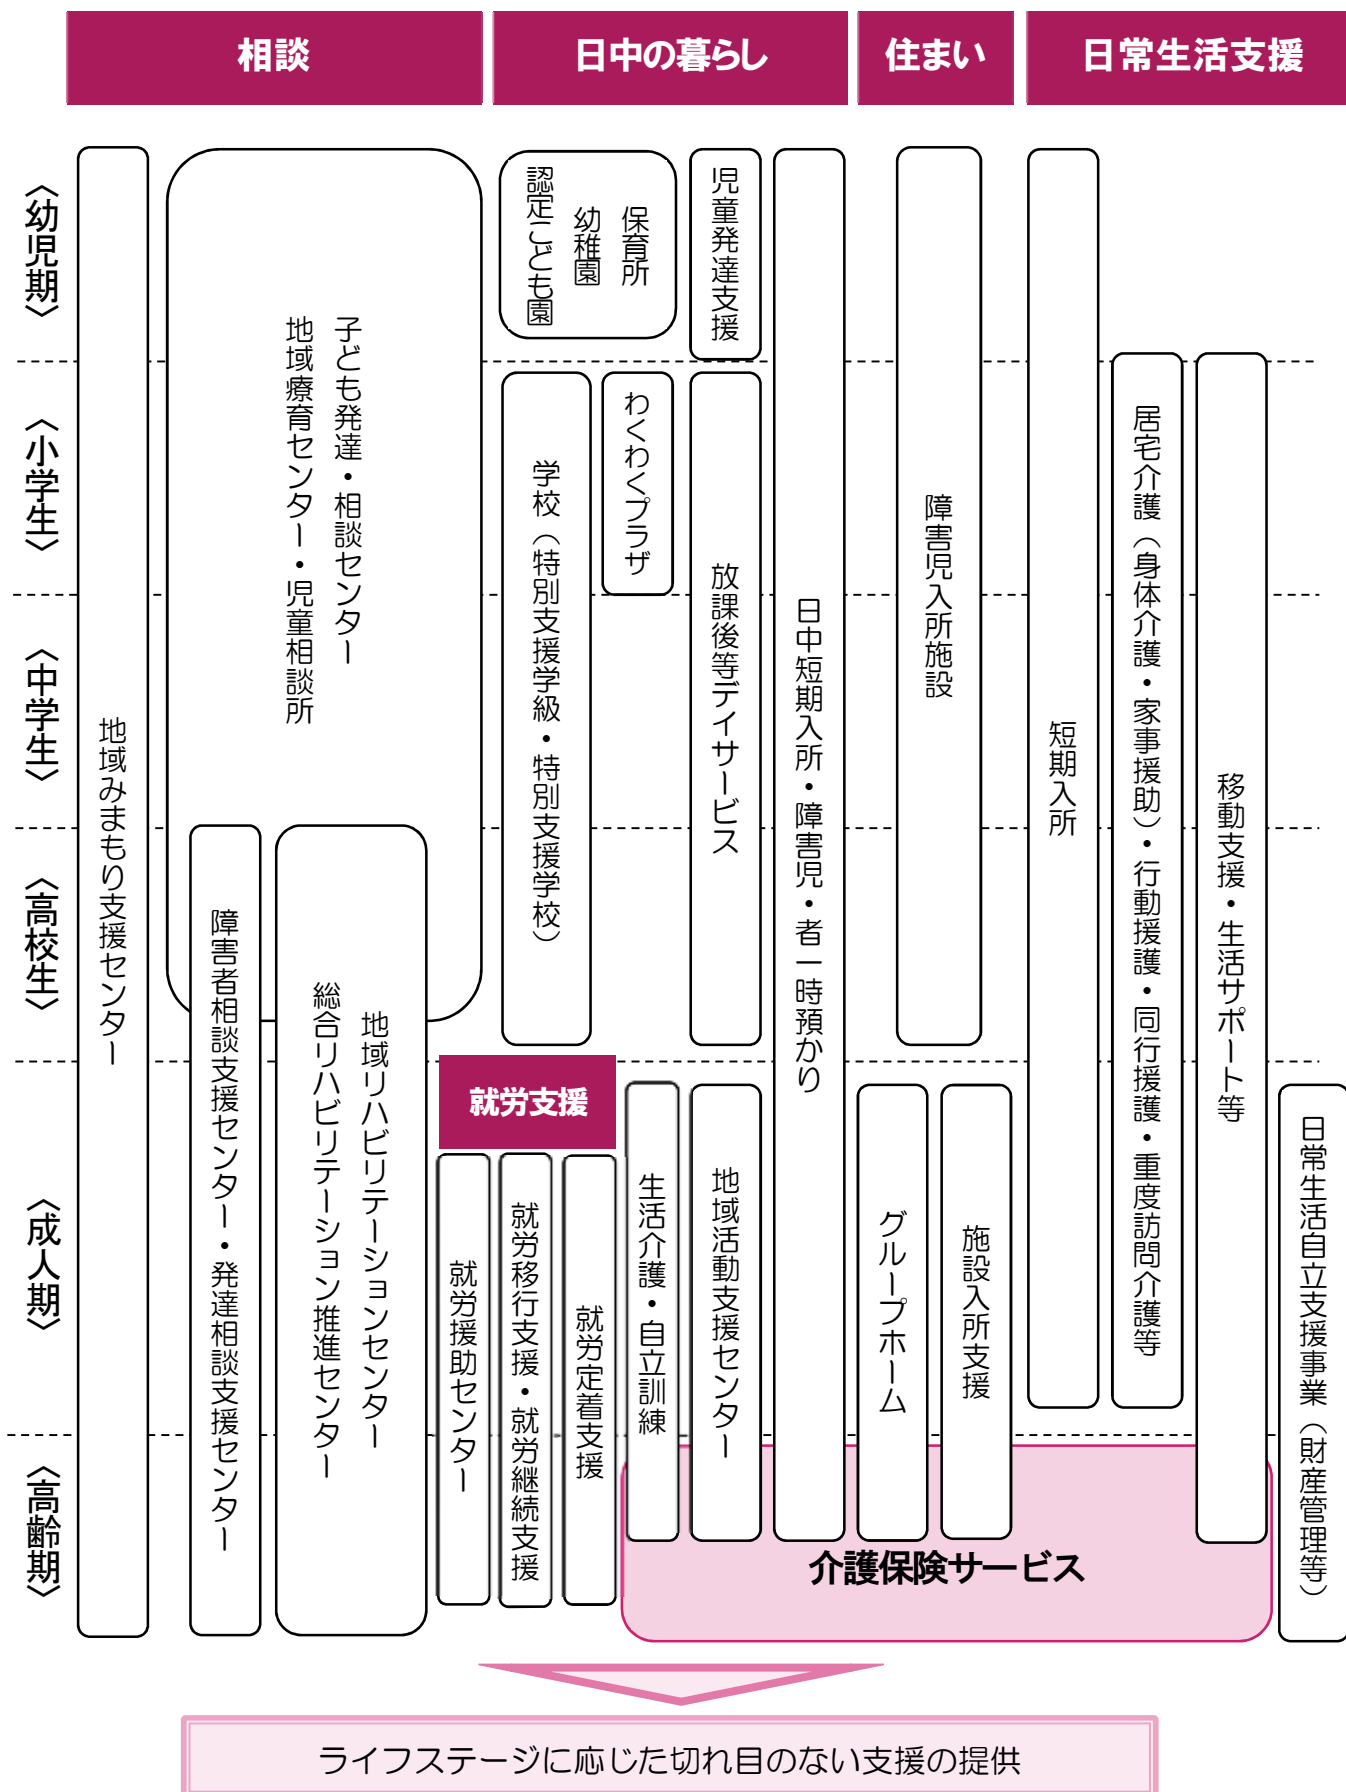 相談
日中の暮らし
住まい
日常生活支援
〈幼児期〉
〈小学生〉
〈中学生〉
〈高校生〉
〈成人期〉
〈高齢期〉
地域みまもり支援センター
子ども発達・相談センター
地域療育センター・児童相談所
障害者相談支援センター・発達相談支援センター
地域リハビリテーションセンター
総合リハビリテーション推進センター
保育所
幼稚園
認定こども園
児童発達支援
学校（特別支援学級・特別支援学校）
わくわくプラザ
放課後等デイサービス
日中短期入所・障害児・者一時預かり
就労支援
就労援助センター
就労移行支援・就労継続支援
就労定着支援
生活介護・自立訓練
地域活動支援センター
障害児入所施設
グループホーム
施設入所支援
短期入所
居宅介護（身体介護・家事援助）・行動援護・同行援護・重度訪問介護等
移動支援・生活サポート等
日常生活自立支援事業（財産管理等）
介護保険サービス
ライフステージに応じた切れ目のない支援の提供